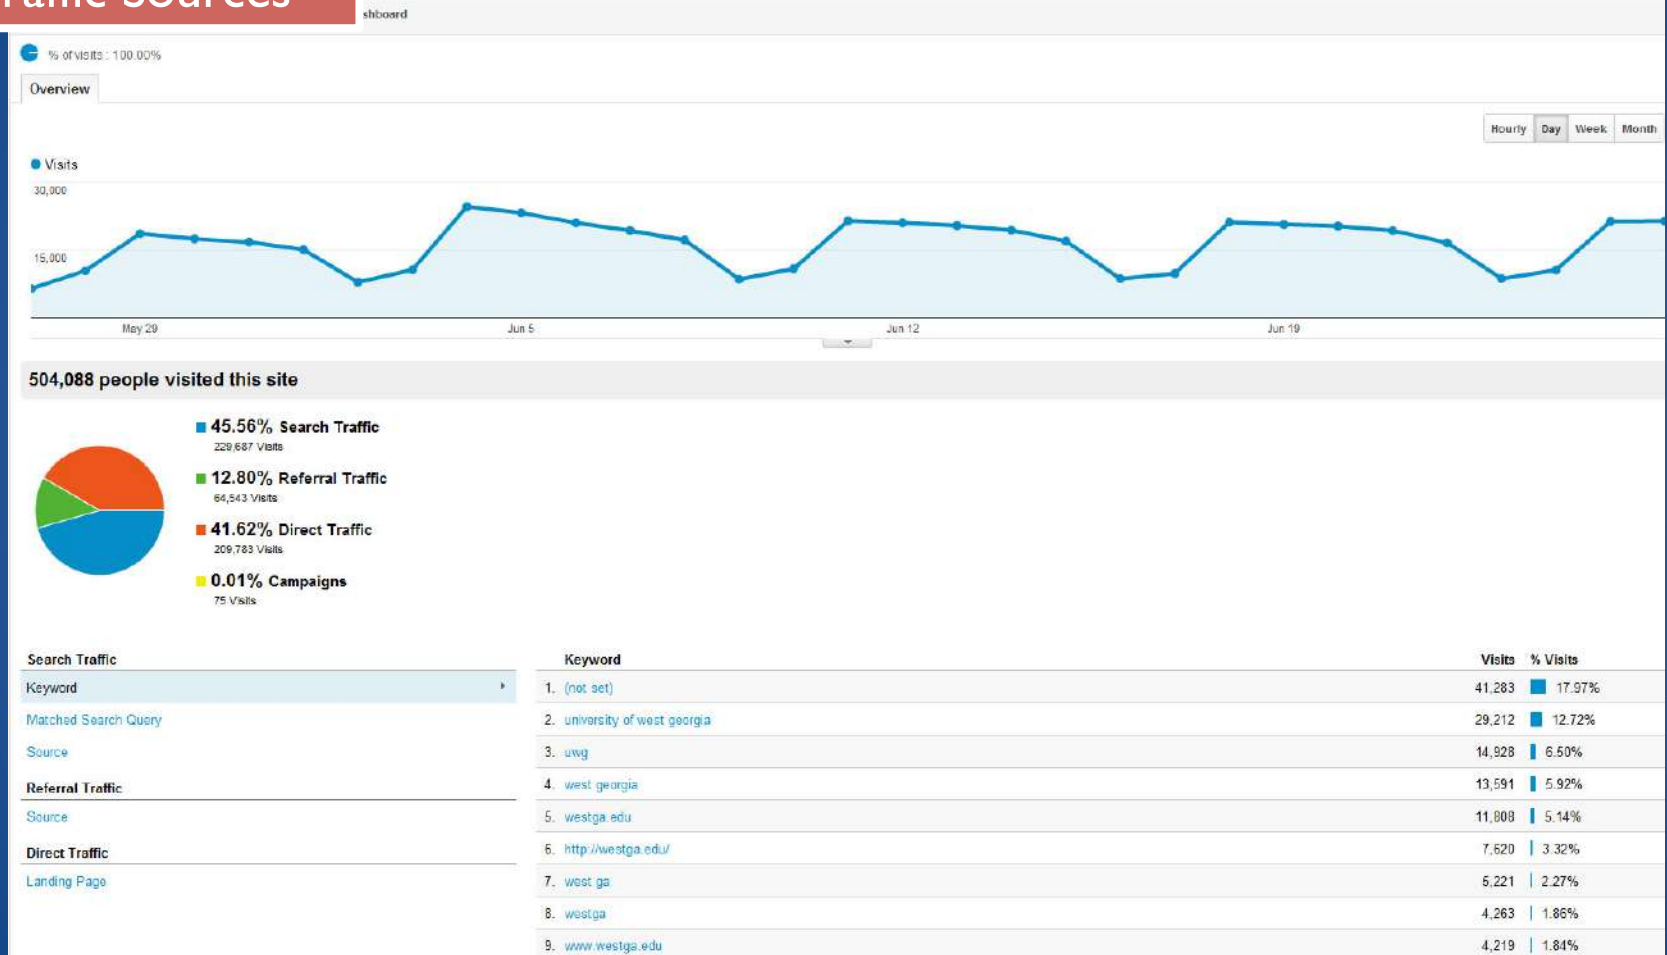 Sources
shboard
% of visits : 100.00%
Overview
Hourly Day Week Month
Visits
30,000
15,000
May 29 Jun 5 Jun 12 Jun 19
504,088 people visited this site
45.56% Search Traffic
229,687 Visits
12.80% Referral Traffic
64,543 Visits
41.62% Direct Traffic
209,783 Visits
0.01% Campaigns
75 Visits
Search Traffic
Keyword
Matched Search Query
Source
Referral Traffic
Source
Direct Traffic
Landing Page
Keyword Visits % Visits
1. (not set) 41,283 17.97%
2. university of west georgia 29,212 12.72%
3. uwg 14,928 6.50%
4. west georgia 13,591 5.92%
5. westga.edu 11,808 5.14%
6. http://westga.edu/ 7,620 3.32%
7. west ga 5,221 2.27%
8. westga 4,263 1.86%
9. www.westga.edu 4,219 1.84%